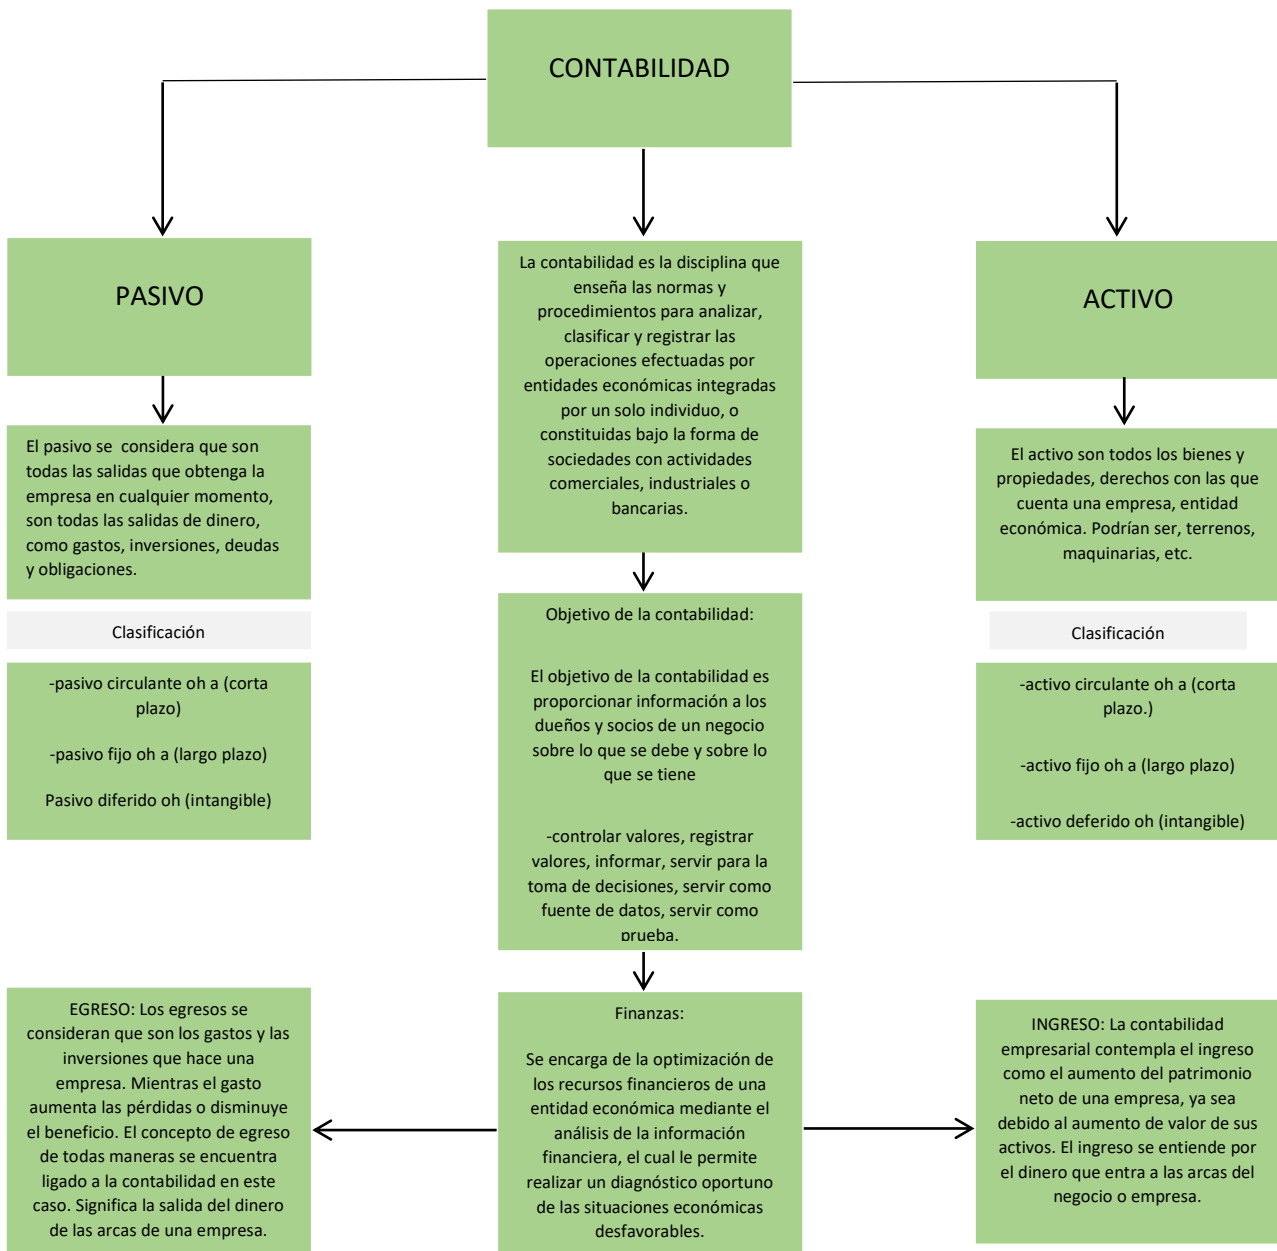 CONTABILIDAD
PASIVO
El pasivo se  considera que son
todas las salidas que obtenga la
empresa en cualquier momento,
son todas las salidas de dinero,
como gastos, inversiones, deudas
y obligaciones.
Clasificación
-pasivo circulante oh a (corta
plazo)
-pasivo fijo oh a (largo plazo)
Pasivo diferido oh (intangible)
La contabilidad es la disciplina que
enseña las normas y
procedimientos para analizar,
clasificar y registrar las
operaciones efectuadas por
entidades económicas integradas
por un solo individuo, o
constituidas bajo la forma de
sociedades con actividades
comerciales, industriales o
bancarias.
Objetivo de la contabilidad:
El objetivo de la contabilidad es
proporcionar información a los
dueños y socios de un negocio
sobre lo que se debe y sobre lo
que se tiene
-controlar valores, registrar
valores, informar, servir para la
toma de decisiones, servir como
fuente de datos, servir como
prueba.
ACTIVO
El activo son todos los bienes y
propiedades, derechos con las que
cuenta una empresa, entidad
económica. Podrían ser, terrenos,
maquinarias, etc.
Clasificación
-activo circulante oh a (corta
plazo.)
-activo fijo oh a (largo plazo)
-activo deferido oh (intangible)
EGRESO: Los egresos se
consideran que son los gastos y las
inversiones que hace una
empresa. Mientras el gasto
aumenta las pérdidas o disminuye
el beneficio. El concepto de egreso
de todas maneras se encuentra
ligado a la contabilidad en este
caso. Significa la salida del dinero
de las arcas de una empresa.
Finanzas:
Se encarga de la optimización de
los recursos financieros de una
entidad económica mediante el
análisis de la información
financiera, el cual le permite
realizar un diagnóstico oportuno
de las situaciones económicas
desfavorables.
INGRESO: La contabilidad
empresarial contempla el ingreso
como el aumento del patrimonio
neto de una empresa, ya sea
debido al aumento de valor de sus
activos. El ingreso se entiende por
el dinero que entra a las arcas del
negocio o empresa.